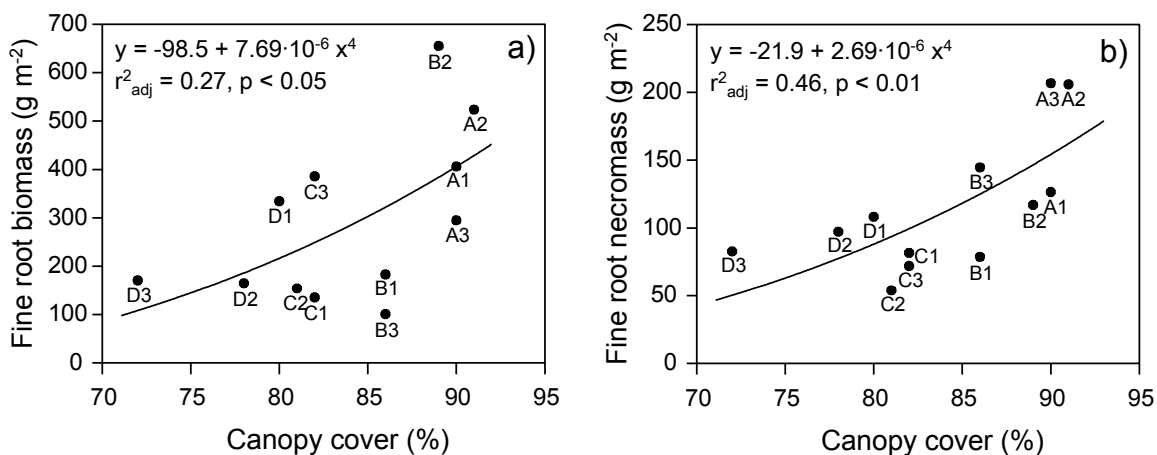 y = -98.5 + 7.69·10⁻⁶ x⁴
r²adj = 0.27, p < 0.05
a)
Fine root biomass (g m⁻²)
700
600
500
400
300
200
100
0
B2
A2
A1
C3
D1
A3
B1
D3
D2
C2
C1
B3
70
75
80
85
90
95
Canopy cover (%)
y = -21.9 + 2.69·10⁻⁶ x⁴
r²adj = 0.46, p < 0.01
b)
Fine root necromass (g m⁻²)
250
200
150
100
50
0
A3
A2
B3
A1
B2
D1
D2
D3
C1
C3
B1
C2
70
75
80
85
90
95
Canopy cover (%)